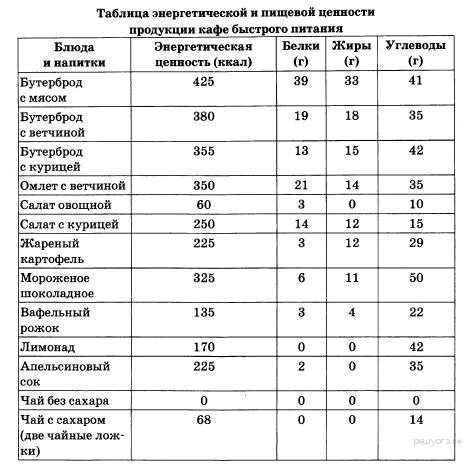 Таблица энергетической и пищевой ценности
продукции кафе быстрого питания
Блюда и напитки | Энергетическая ценность (ккал) | Белки (г) | Жиры (г) | Углеводы (г)
Бутерброд с мясом | 425 | 39 | 33 | 41
Бутерброд с ветчиной | 380 | 19 | 18 | 35
Бутерброд с курицей | 355 | 13 | 15 | 42
Омлет с ветчиной | 350 | 21 | 14 | 35
Салат овощной | 60 | 3 | 0 | 10
Салат с курицей | 250 | 14 | 12 | 15
Жареный картофель | 225 | 3 | 12 | 29
Мороженое шоколадное | 325 | 6 | 11 | 50
Вафельный рожок | 135 | 3 | 4 | 22
Лимонад | 170 | 0 | 0 | 42
Апельсиновый сок | 225 | 2 | 0 | 35
Чай без сахара | 0 | 0 | 0 | 0
Чай с сахаром (две чайные лож-ки) | 68 | 0 | 0 | 14
решуогэ.рф